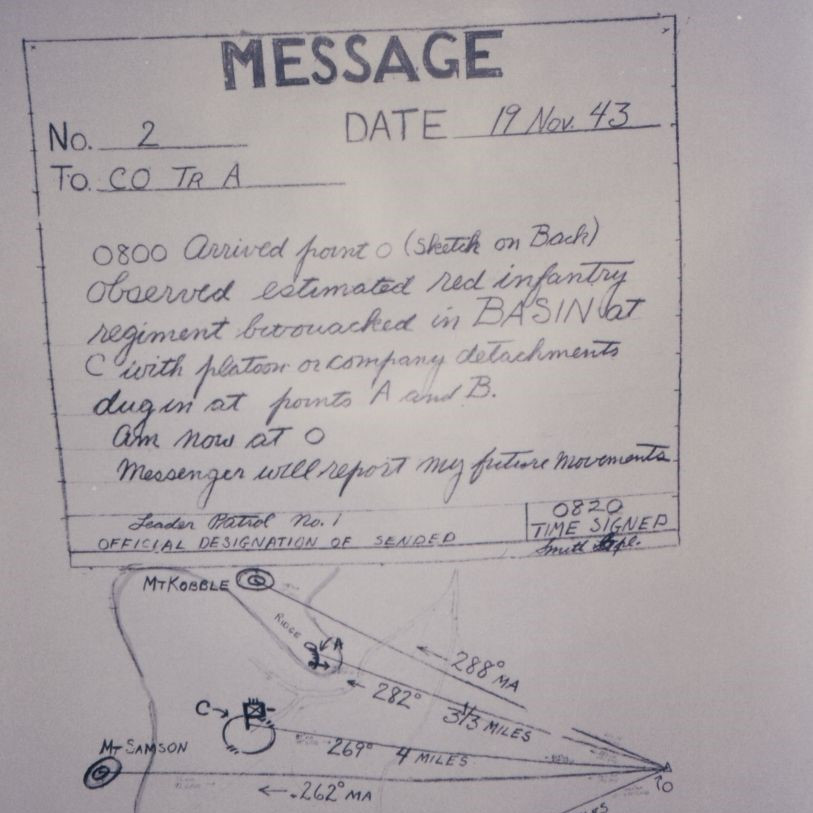 MESSAGE
No. 2 DATE 19 Nov. 43
To. CO TR A
0800 Arrived point O (sketch on Back)
Observed estimated red infantry
regiment bivouacked in BASIN at
C with platoon or company detachments
dug in at points A and B.
Am now at O
Messenger will report my future movements
Leader Patrol No. 1 0820
OFFICIAL DESIGNATION OF SENDER TIME SIGNED
Smith
MT KOBBLE
RIDGE
A
288° MA
282° 3 1/3 MILES
C
269° 4 MILES
MT SAMSON
262° MA
O